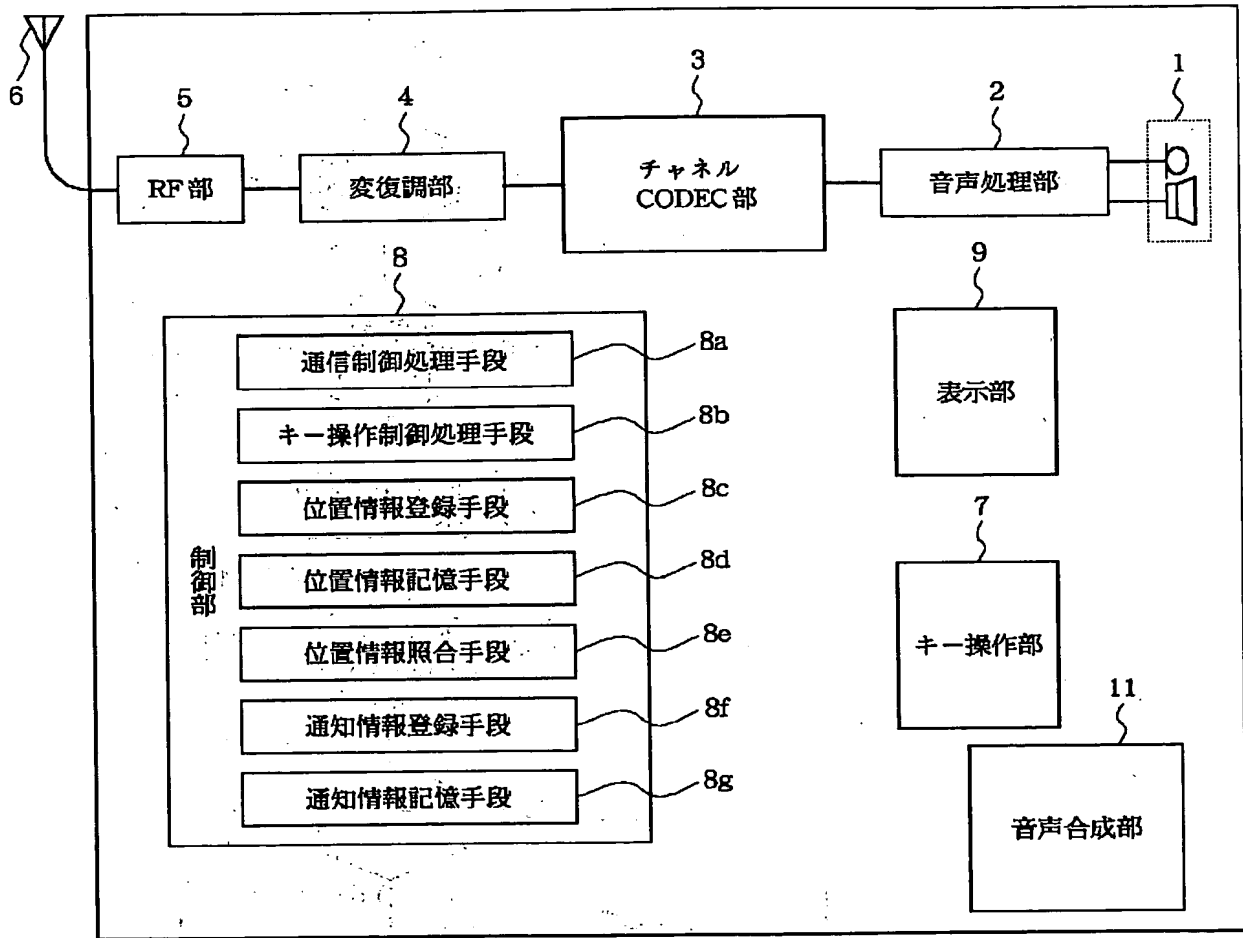 6
5
RF部
4
変復調部
3
チャネル
CODEC部
2
音声処理部
1
8
制御部
通信制御処理手段
8a
キー操作制御処理手段
8b
位置情報登録手段
8c
位置情報記憶手段
8d
位置情報照合手段
8e
通知情報登録手段
8f
通知情報記憶手段
8g
9
表示部
7
キー操作部
11
音声合成部